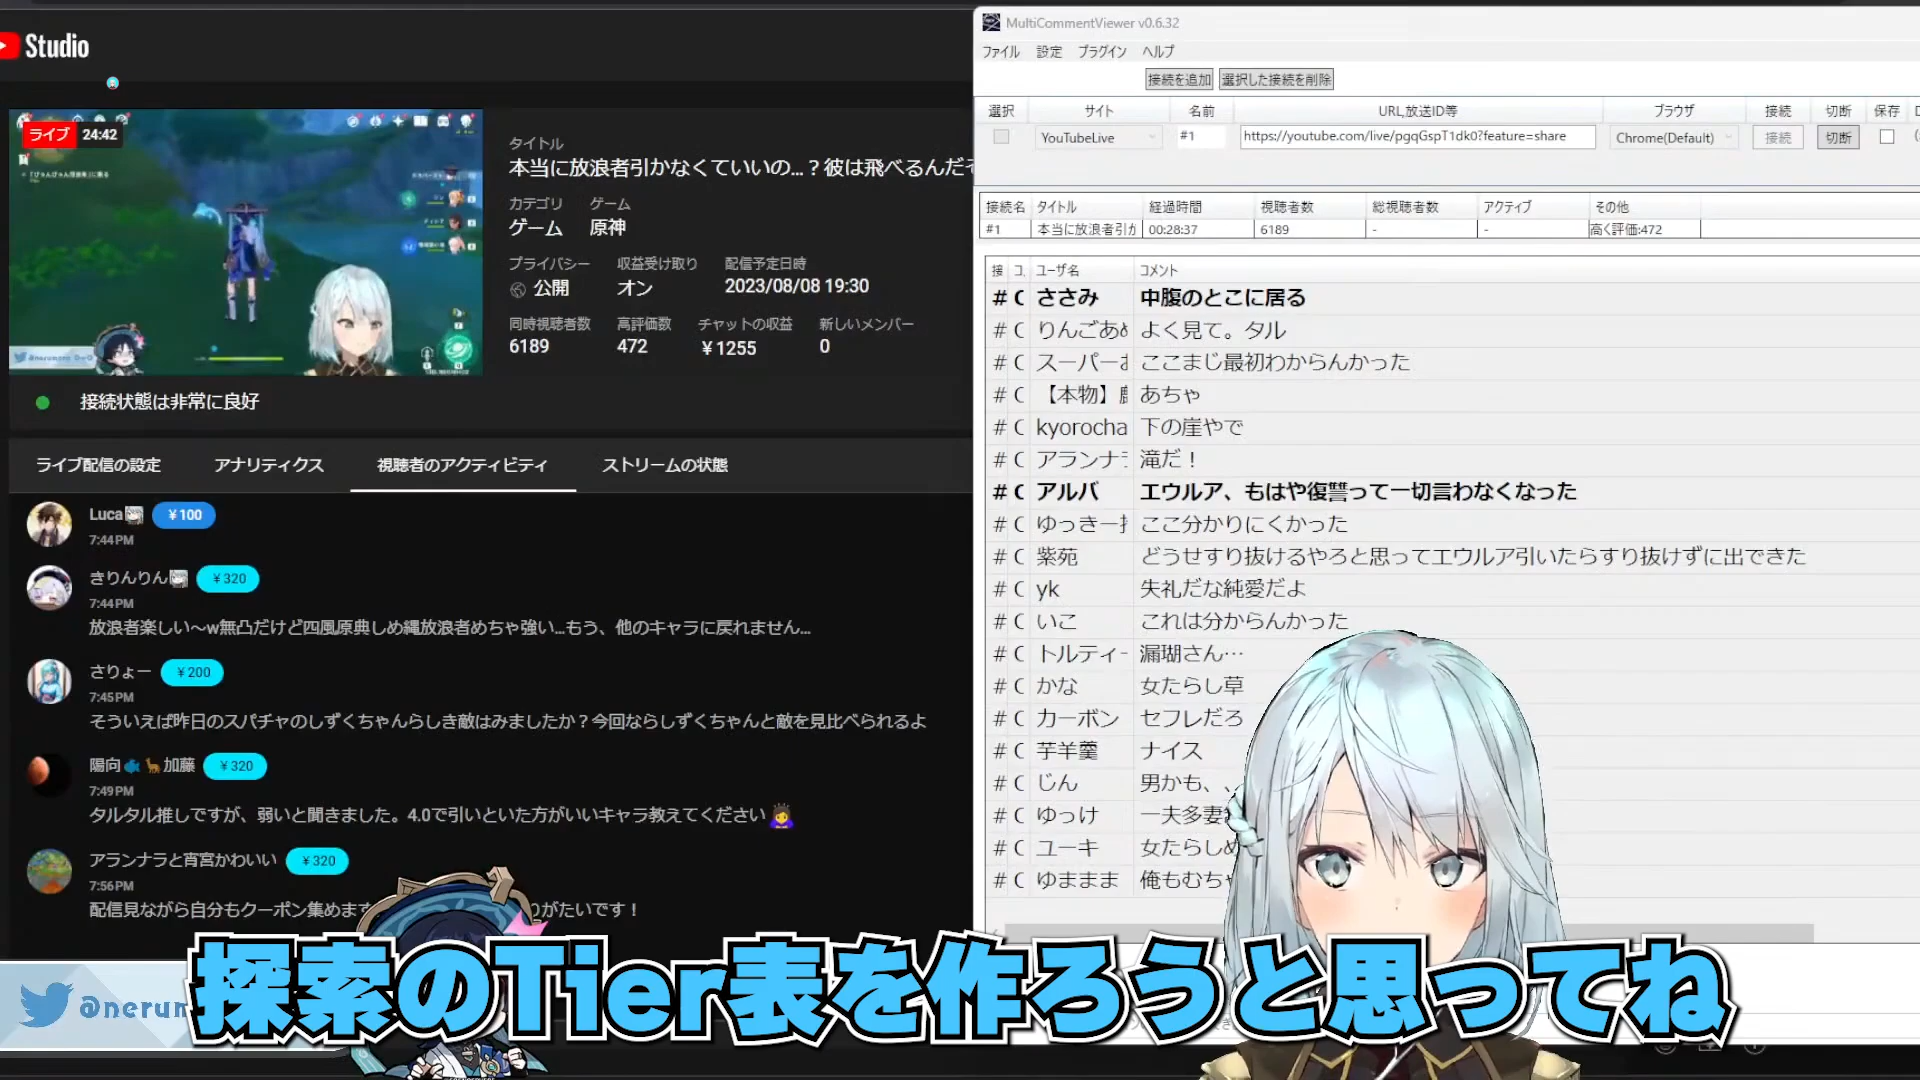 Studio
ライブ 24:42
タイトル
本当に放浪者引かなくていいの...？彼は飛べるんだぞ
カテゴリ ゲーム
ゲーム 原神
プライバシー 収益受け取り 配信予定日時
公開 オン 2023/08/08 19:30
同時視聴者数 高評価数 チャットの収益 新しいメンバー
6189 472 ￥1255 0
接続状態は非常に良好
ライブ配信の設定 アナリティクス 視聴者のアクティビティ ストリームの状態
Luca ￥100
7:44PM
きりんりん ￥320
7:44PM
放浪者楽しい～w無凸だけど四風原典しめ縄放浪者めちゃ強い...もう、他のキャラに戻れません...
さりょー ￥200
7:45PM
そういえば昨日のスパチャのしずくちゃんらしき敵はみましたか？今回ならしずくちゃんと敵を見比べられるよ
陽向🐟🦒加藤 ￥320
7:49PM
タルタル推しですが、弱いと聞きました。4.0で引いといた方がいいキャラ教えてください🙇‍♀️
アランナラと宵宮かわいい ￥320
7:56PM
配信見ながら自分もクーポン集めます りがたいです！
MultiCommentViewer v0.6.32
ファイル 設定 プラグイン ヘルプ
接続を追加 選択した接続を削除
選択 サイト 名前 URL,放送ID等 ブラウザ 接続 切断 保存
YouTubeLive #1 https://youtube.com/live/pgqGspT1dk0?feature=share Chrome(Default) 接続 切断
接続名 タイトル 経過時間 視聴者数 総視聴者数 アクティブ その他
#1 本当に放浪者引か 00:28:37 6189 - - 高く評価:472
接 コ. ユーザ名 コメント
# C ささみ 中腹のとこに居る
# C りんごあめ よく見て。タル
# C スーパーお ここまじ最初わからんかった
# C 【本物】 あちゃ
# C kyorocha 下の崖やで
# C アランナラ 滝だ！
# C アルバ エウルア、もはや復讐って一切言わなくなった
# C ゆっきー ここ分かりにくかった
# C 紫苑 どうせすり抜けるやろと思ってエウルア引いたらすり抜けずに出できた
# C yk 失礼だな純愛だよ
# C いこ これは分からんかった
# C トルティー 漏瑚さん…
# C かな 女たらし草
# C カーボン セフレだろ
# C 芋羊羹 ナイス
# C じん 男かも、、
# C ゆっけ 一夫多妻
# C ユーキ 女たらしめ
# C ゆままま 俺もむちゃ
@nerun
探索のTier表を作ろうと思ってね